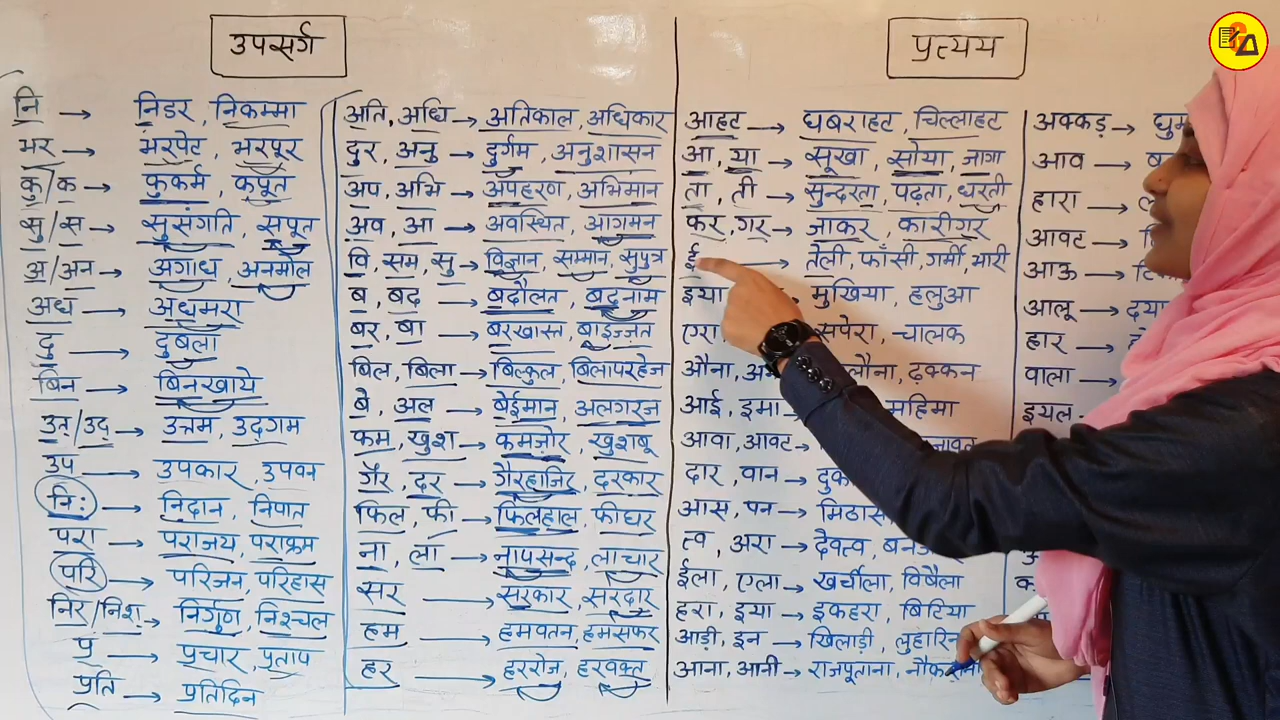 उपसर्ग
नि → निडर, निकम्मा
भर → भरपेट, भरपूर
कु/क → कुकर्म, कपूत
सु/स → सुसंगति, सपूत
अ/अन → अगाध, अनमोल
अध → अधमरा
दु → दुबला
बिन → बिनखाये
उत्/उद् → उत्तम, उद्गम
उप → उपकार, उपवन
नि: → निदान, निपात
परा → पराजय, पराक्रम
परि → परिजन, परिहास
निर/निश् → निर्गुण, निश्चल
प्र → प्रचार, प्रताप
प्रति → प्रतिदिन
अति, अधि → अतिकाल, अधिकार
दुर, अनु → दुर्गम, अनुशासन
अप, अभि → अपहरण, अभिमान
अव, आ → अवस्थित, आगमन
वि, सम, सु → विज्ञान, सम्मान, सुपुत्र
ब, बद → बदौलत, बदनाम
बर, बा → बरखास्त, बाइज्जत
बिल, बिला → बिल्कुल, बिलापरहेज
बे, अल → बेईमान, अलगरज
कम, खुश → कमज़ोर, खुशबू
गैर, दर → गैरहाजिर, दरकार
फिल, फी → फिलहाल, फीघर
ना, ला → नापसन्द, लाचार
सर → सरकार, सरदार
हम → हमवतन, हमसफर
हर → हररोज, हरवक्त
प्रत्यय
आहट → घबराहट, चिल्लाहट
आ, या → सूखा, सोया, जागा
ता, ती → सुन्दरता, पढ़ता, धरती
कर, गर → जाकर, कारीगर
ई → तेली, फाँसी, गर्मी, भारी
इया मुखिया, हलुआ
एरा, सपेरा, चालक
औना, ढ़क्कन
आई, इमा → महिमा
आवा, आवट →
दार, वान →
आस, पन → मिठास
त्व, अरा → देवत्व,
ईला, एला → खर्चीला, विषैला
हरा, इया → इकहरा, बिटिया
आड़ी, इन → खिलाड़ी,
आना, आनी → राजपूताना,
अक्कड़ →
आव →
हारा →
आवट →
आऊ →
आलू →
हार →
वाला →
इयल